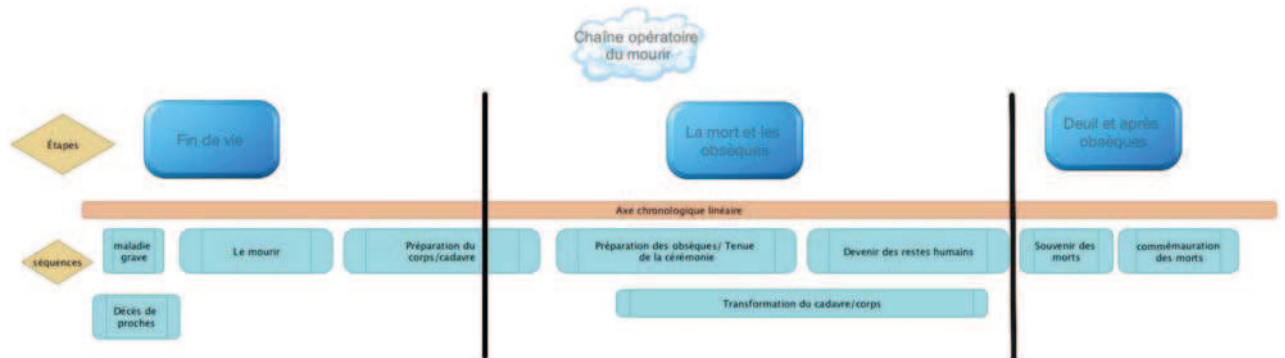 Chaîne opératoire
du mourir
Étapes
Fin de vie
La mort et les
obsèques
Deuil et après
obsèques
Axe chronologique linéaire
séquences
maladie
grave
Le mourir
Préparation du
corps/cadavre
Préparation des obsèques/ Tenue
de la cérémonie
Devenir des restes humains
Souvenir des
morts
commémauration
des morts
Décès de
proches
Transformation du cadavre/corps